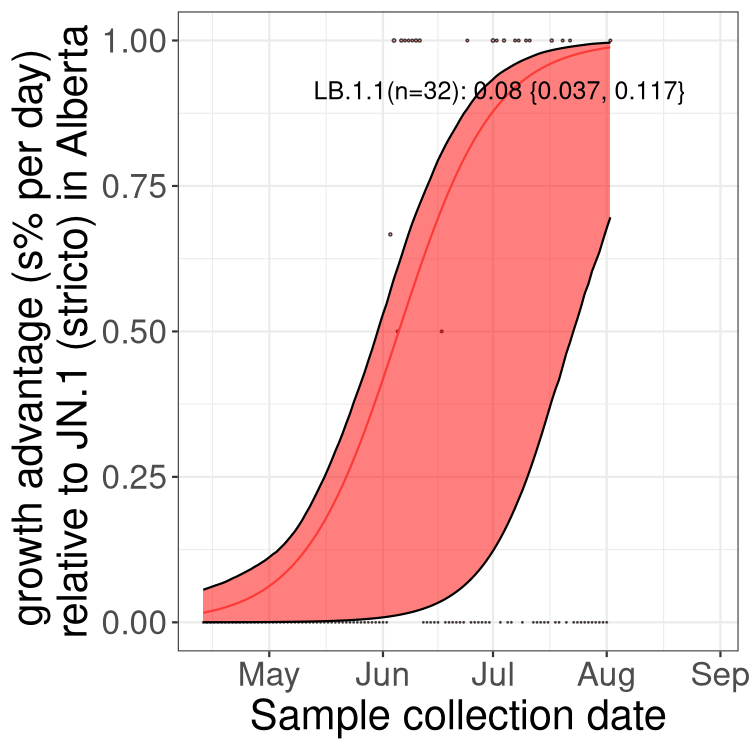 growth advantage (s% per day)
relative to JN.1 (stricto) in Alberta
1.00
0.75
0.50
0.25
0.00
LB.1.1(n=32): 0.08 {0.037, 0.117}
May Jun Jul Aug Sep
Sample collection date